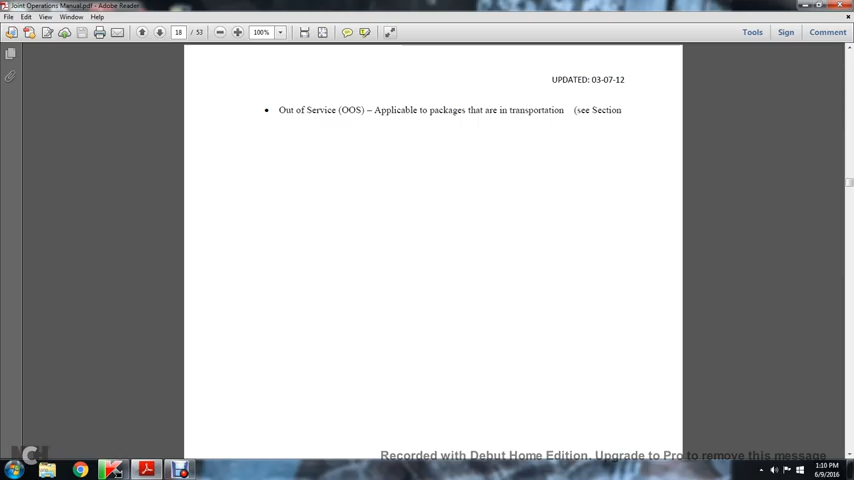 Joint Operations Manual.pdf - Adobe Reader
File Edit View Window Help
18 / 53 100% Tools Sign Comment
UPDATED: 03-07-12
• Out of Service (OOS) – Applicable to packages that are in transportation (see Section
NCH
Recorded with Debut Home Edition. Upgrade to Pro to remove this message
1:10 PM
6/9/2016